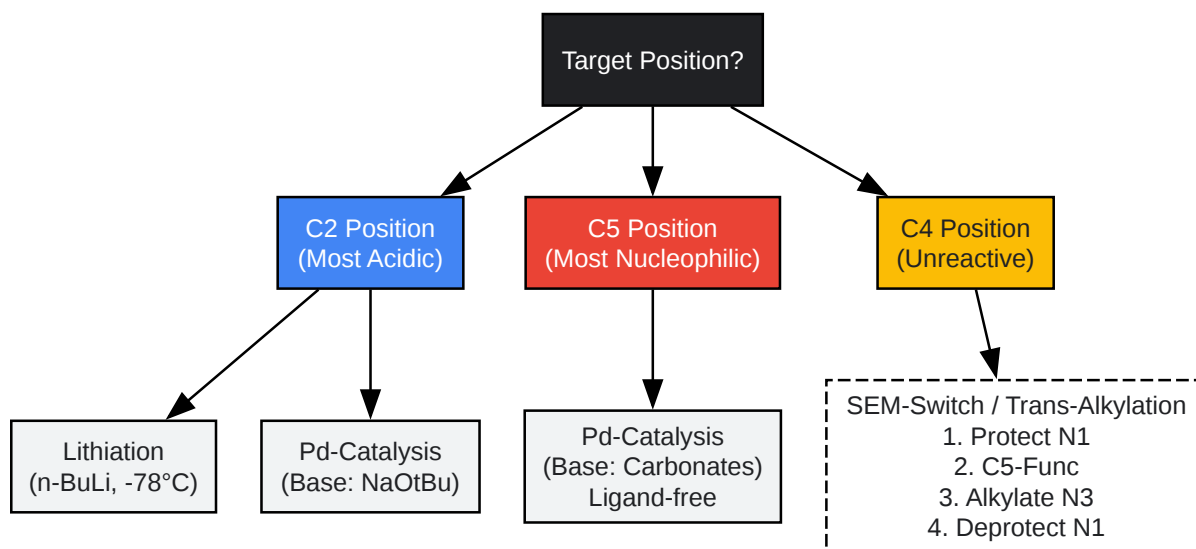 Target Position?
C2 Position
(Most Acidic)
C5 Position
(Most Nucleophilic)
C4 Position
(Unreactive)
Lithiation
(n-BuLi, -78°C)
Pd-Catalysis
(Base: NaOtBu)
Pd-Catalysis
(Base: Carbonates)
Ligand-free
SEM-Switch / Trans-Alkylation
1. Protect N1
2. C5-Func
3. Alkylate N3
4. Deprotect N1